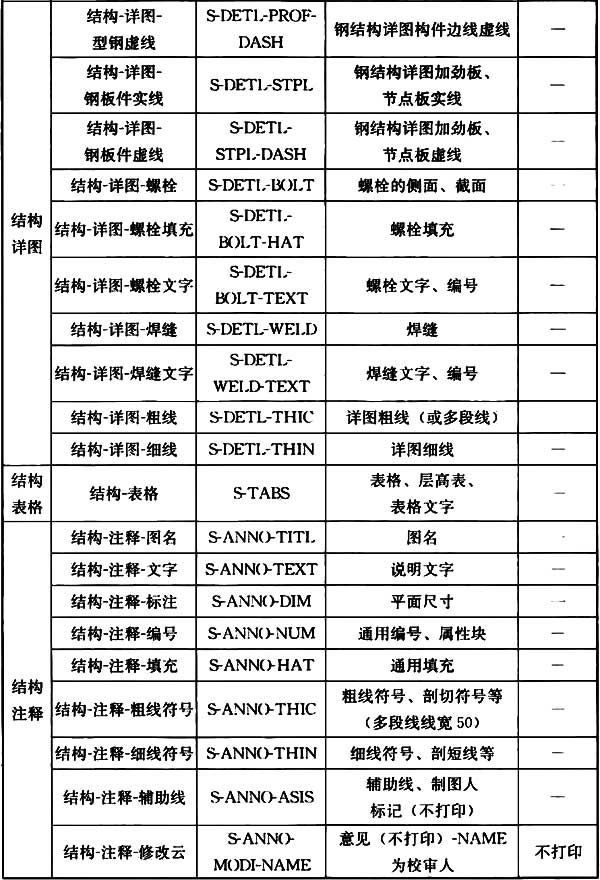 结构-详图-
型钢虚线
S-DETL-PROF-
DASH
钢结构详图构件边线虚线
—
结构-详图-
钢板件实线
S-DETL-STPL
钢结构详图加劲板、
节点板实线
—
结构-详图-
钢板件虚线
S-DETL-
STPL-DASH
钢结构详图加劲板、
节点板虚线
—
结构-详图-螺栓
S-DETL-BOLT
螺栓的侧面、截面
—
结构
详图
结构-详图-螺栓填充
S-DETL-
BOLT-HAT
螺栓填充
—
结构-详图-螺栓文字
S-DETL-
BOLT-TEXT
螺栓文字、编号
—
结构-详图-焊缝
S-DETL-WELD
焊缝
—
结构-详图-焊缝文字
S-DETL-
WELD-TEXT
焊缝文字、编号
—
结构-详图-粗线
S-DETL-THIC
详图粗线（或多段线）
结构-详图-细线
S-DETL-THIN
详图细线
—
结构
表格
结构-表格
S-TABS
表格、层高表、
表格文字
—
结构-注释-图名
S-ANNO-TITL
图名
结构-注释-文字
S-ANNO-TEXT
说明文字
—
结构-注释-标注
S-ANNO-DIM
平面尺寸
—
结构-注释-编号
S-ANNO-NUM
通用编号、属性块
—
结构-注释-填充
S-ANNO-HAT
通用填充
—
结构
注释
结构-注释-粗线符号
S-ANNO-THIC
粗线符号、剖切符号等
（多段线线宽50）
—
结构-注释-细线符号
S-ANNO-THIN
细线符号、剖短线等
—
结构-注释-辅助线
S-ANNO-ASIS
辅助线、制图人
标记（不打印）
—
结构-注释-修改云
S-ANNO-
MODI-NAME
意见（不打印）-NAME
为校审人
不打印